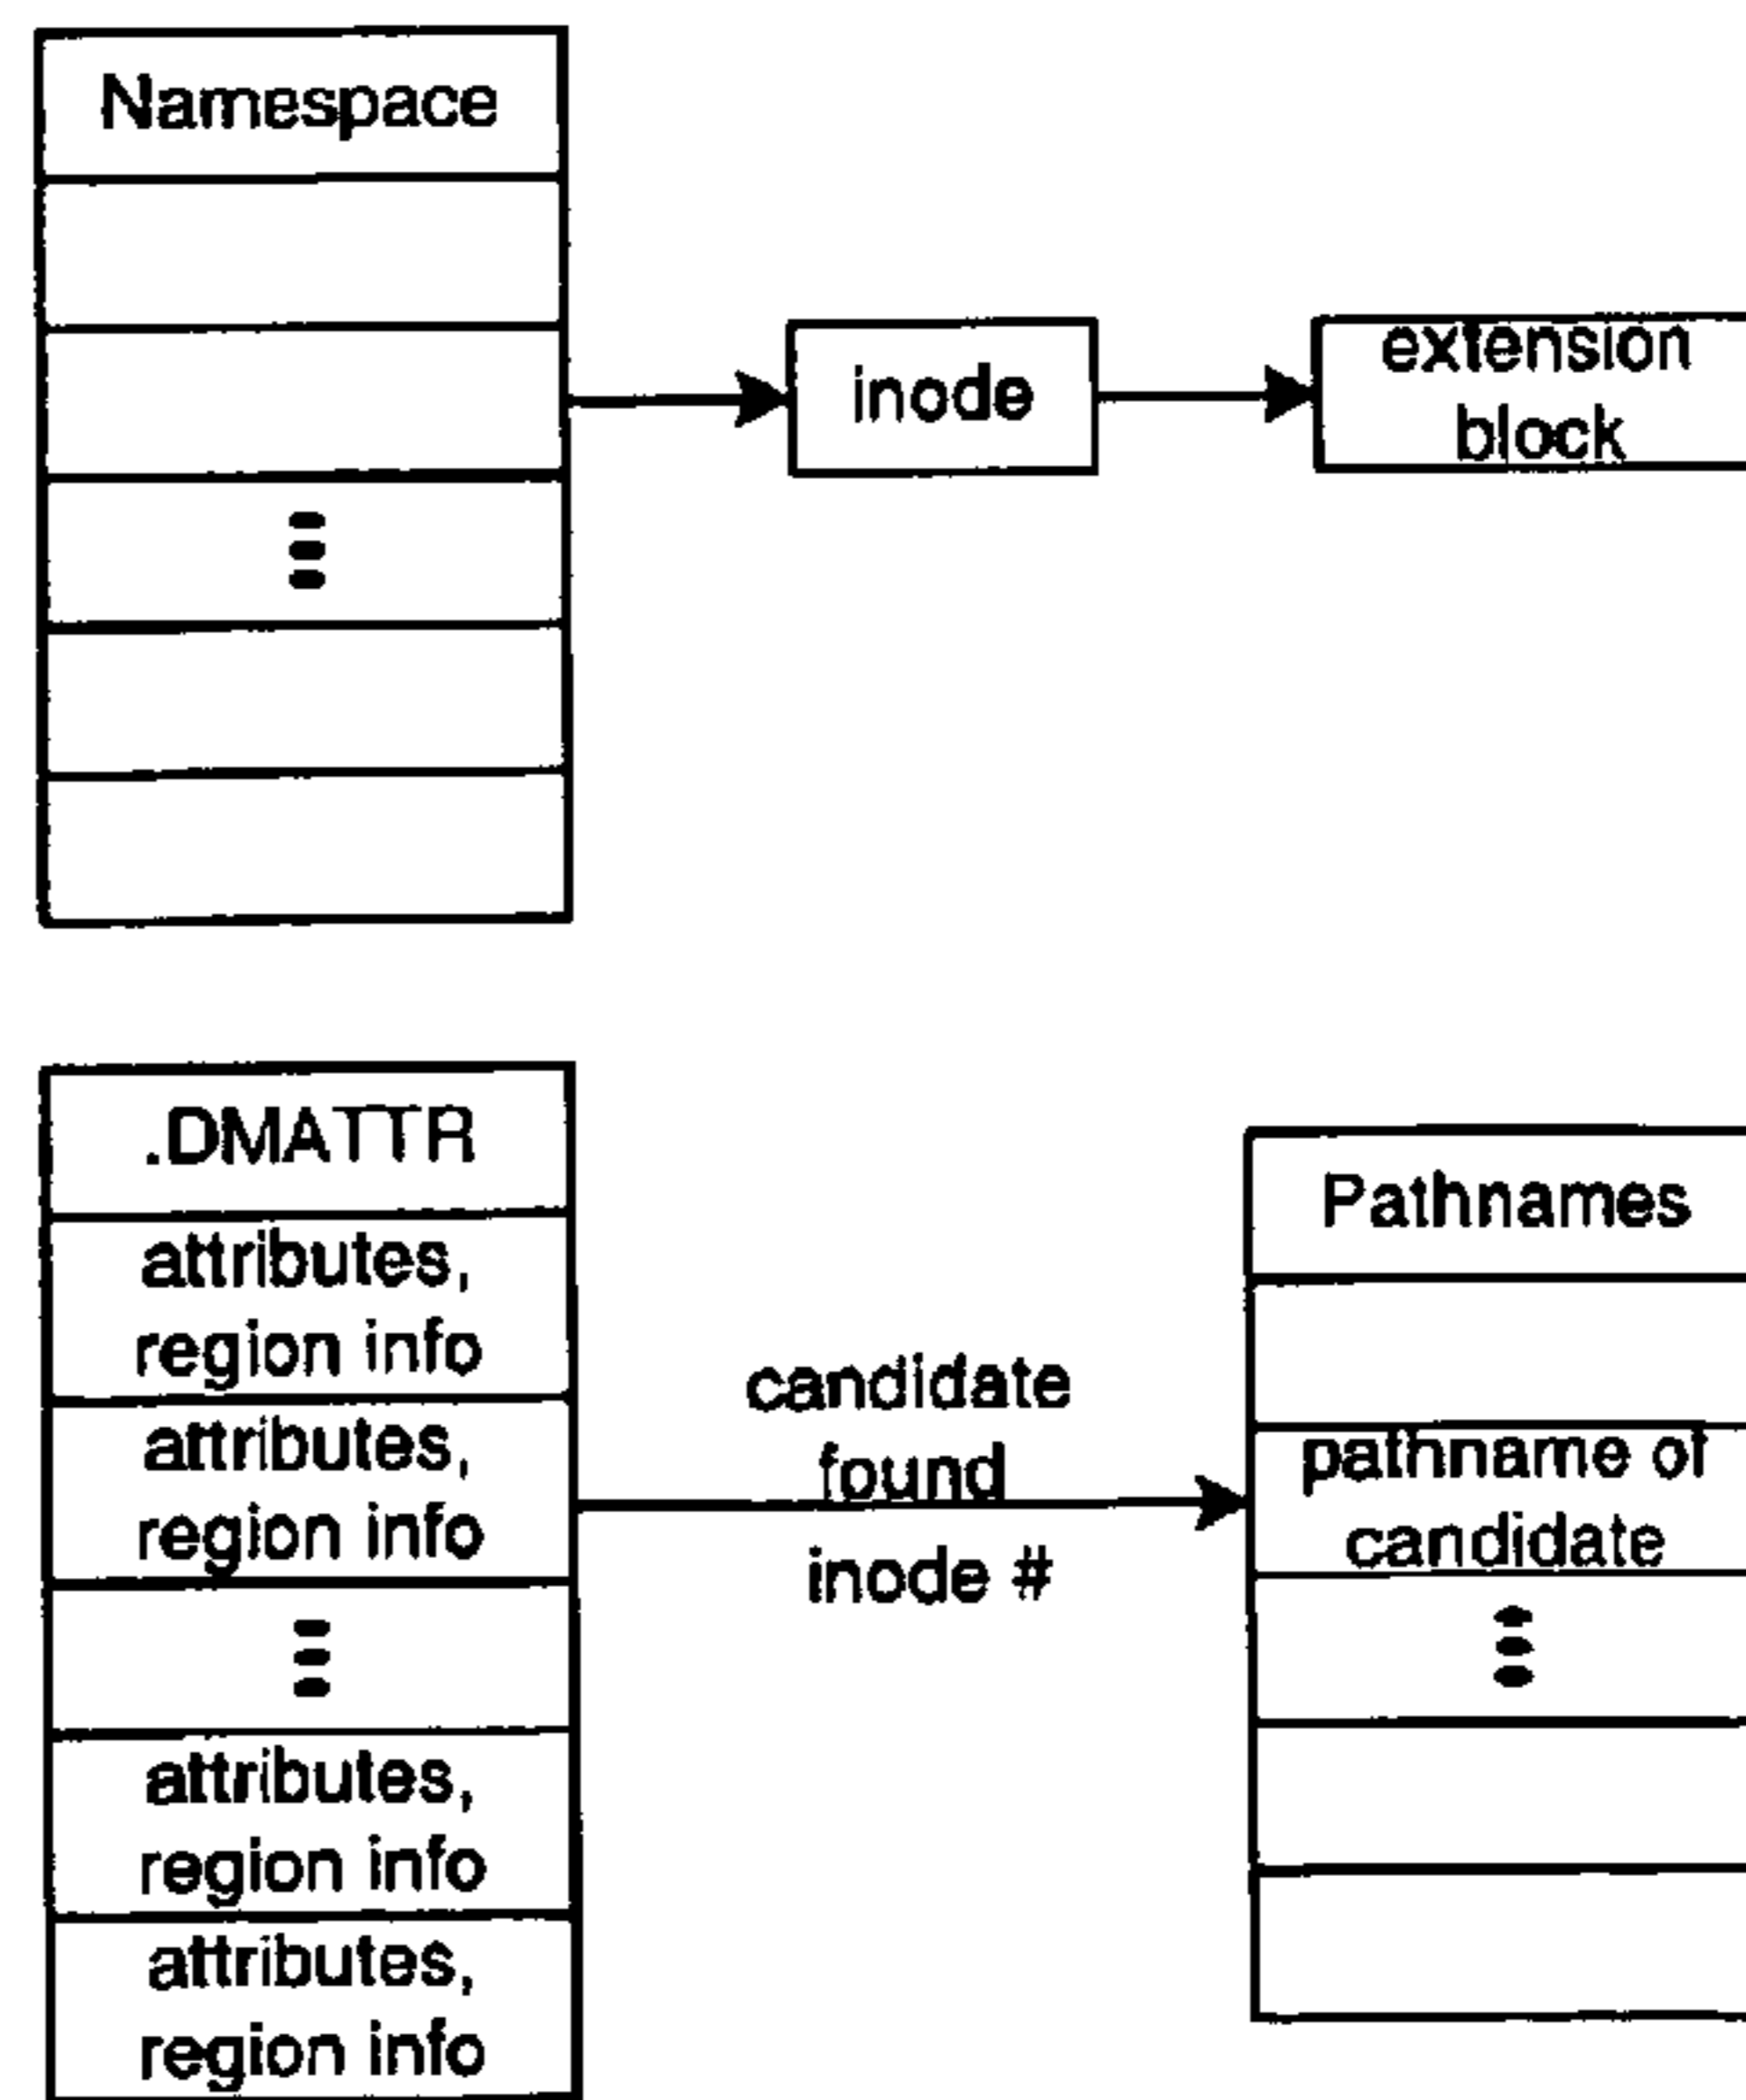 Namespace
inode
extension
block
.DMATTR
attributes,
region info
attributes,
region info
attributes,
region info
attributes,
region info
candidate
found
inode #
Pathnames
pathname of
candidate